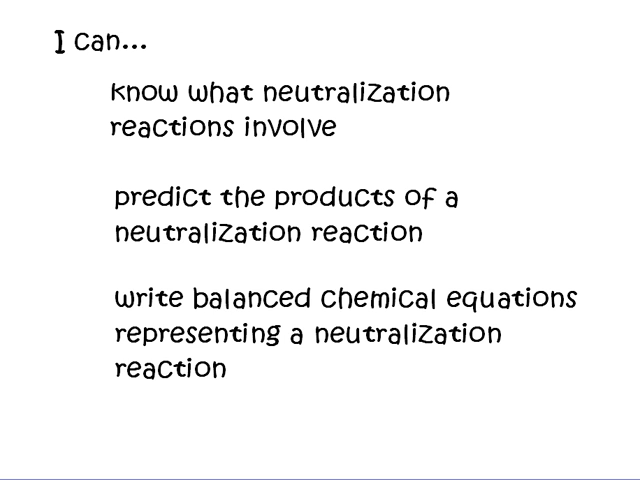 I can...
know what neutralization
reactions involve
predict the products of a
neutralization reaction
write balanced chemical equations
representing a neutralization
reaction